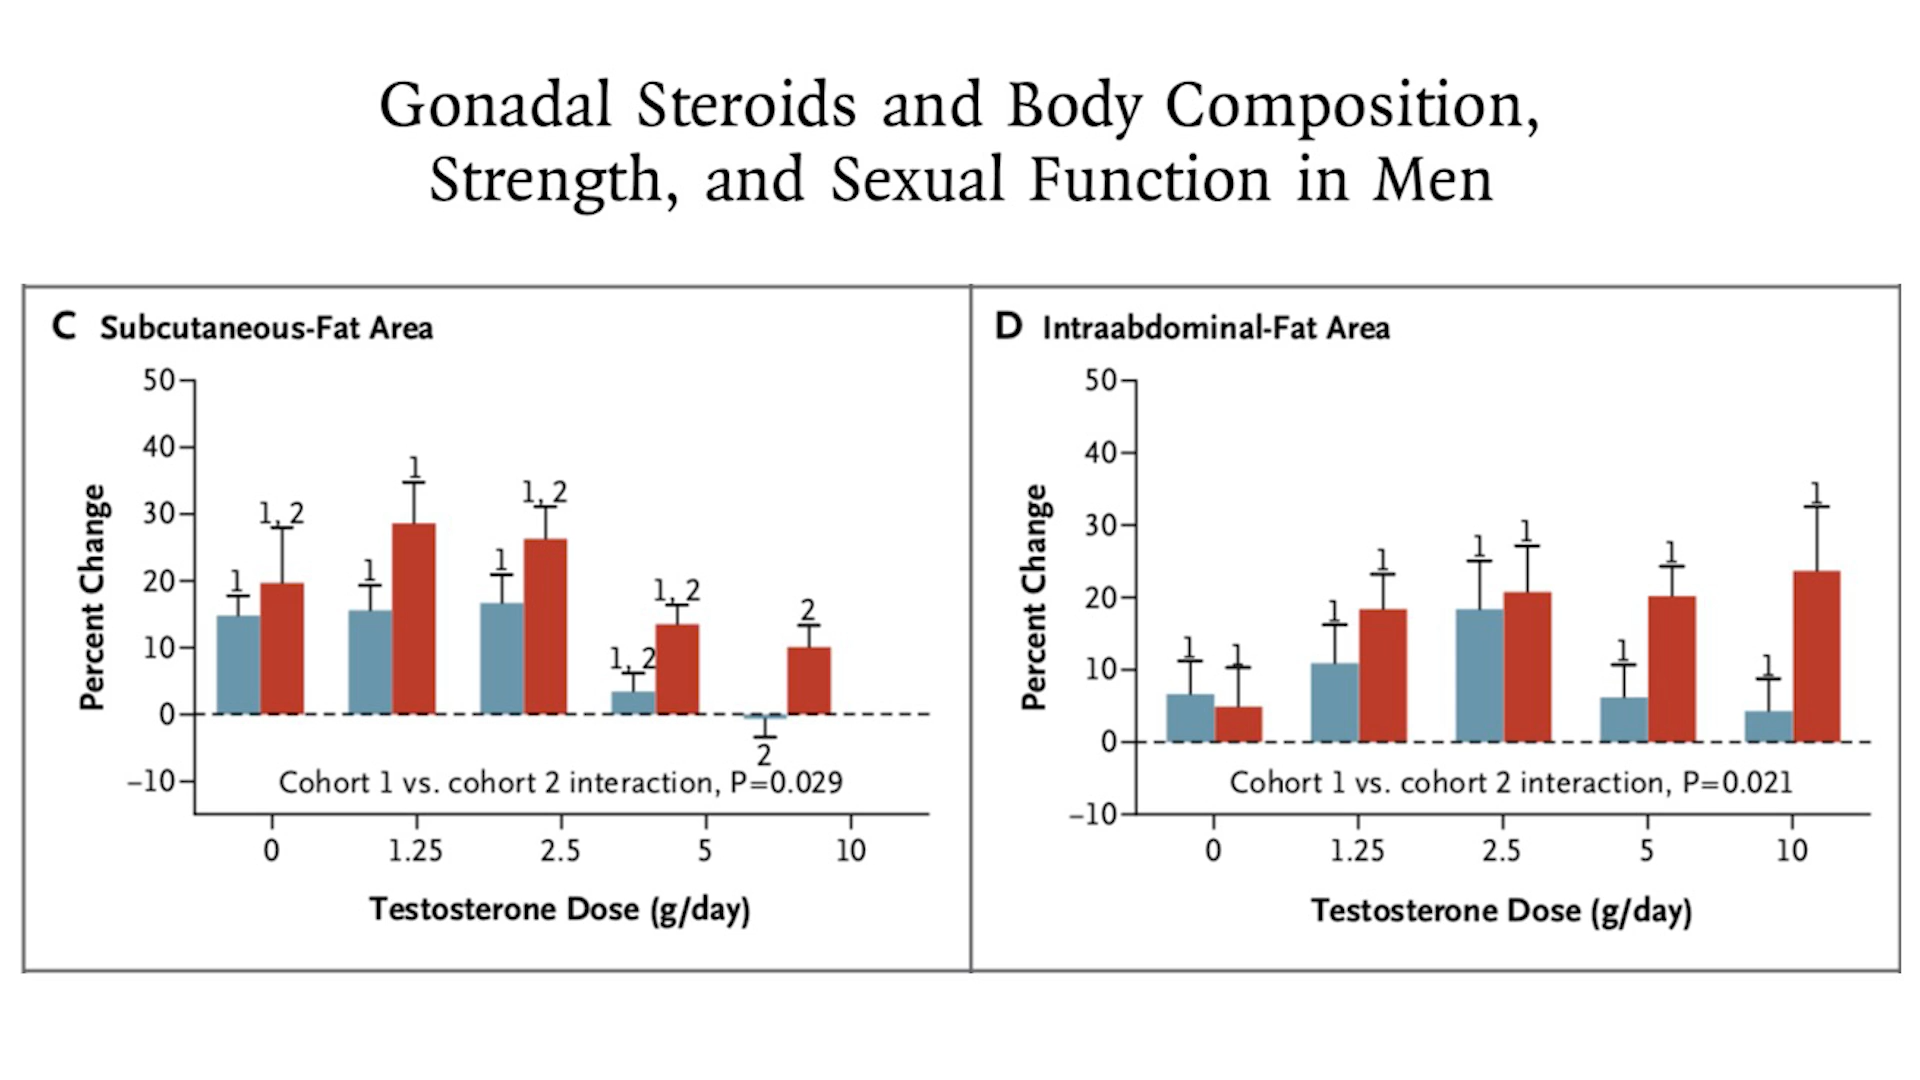 Gonadal Steroids and Body Composition,
Strength, and Sexual Function in Men
C Subcutaneous-Fat Area
50
40
30
20
10
0
–10
Percent Change
1
1, 2
1
1
1
1, 2
1, 2
1, 2
2
2
Cohort 1 vs. cohort 2 interaction, P=0.029
0 1.25 2.5 5 10
Testosterone Dose (g/day)
D Intraabdominal-Fat Area
50
40
30
20
10
0
–10
Percent Change
1
1
1
1
1
1
1
1
1
1
Cohort 1 vs. cohort 2 interaction, P=0.021
0 1.25 2.5 5 10
Testosterone Dose (g/day)